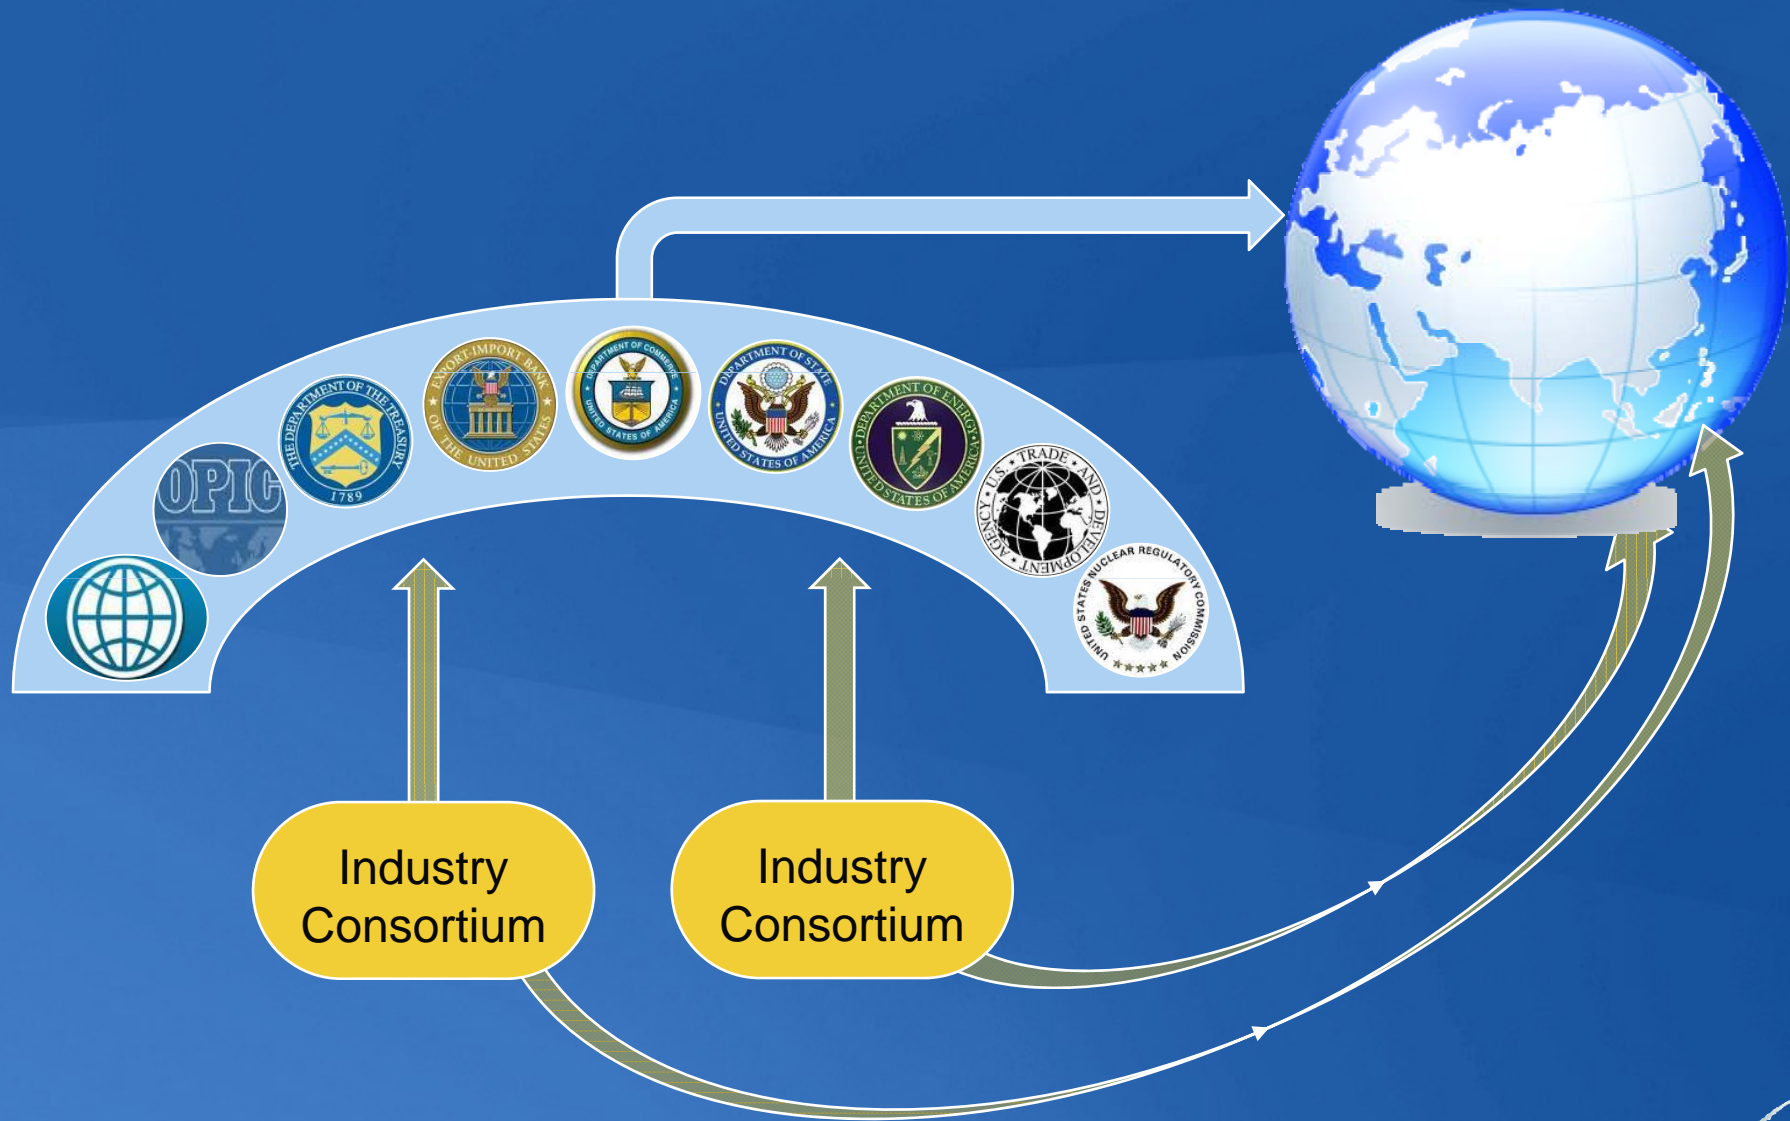 OPIC
THE DEPARTMENT OF THE TREASURY
1789
EXPORT-IMPORT BANK
OF THE UNITED STATES
DEPARTMENT OF COMMERCE
UNITED STATES OF AMERICA
DEPARTMENT OF STATE
UNITED STATES OF AMERICA
DEPARTMENT OF ENERGY
UNITED STATES OF AMERICA
U.S. TRADE AND DEVELOPMENT AGENCY
UNITED STATES NUCLEAR REGULATORY COMMISSION
Industry
Consortium
Industry
Consortium